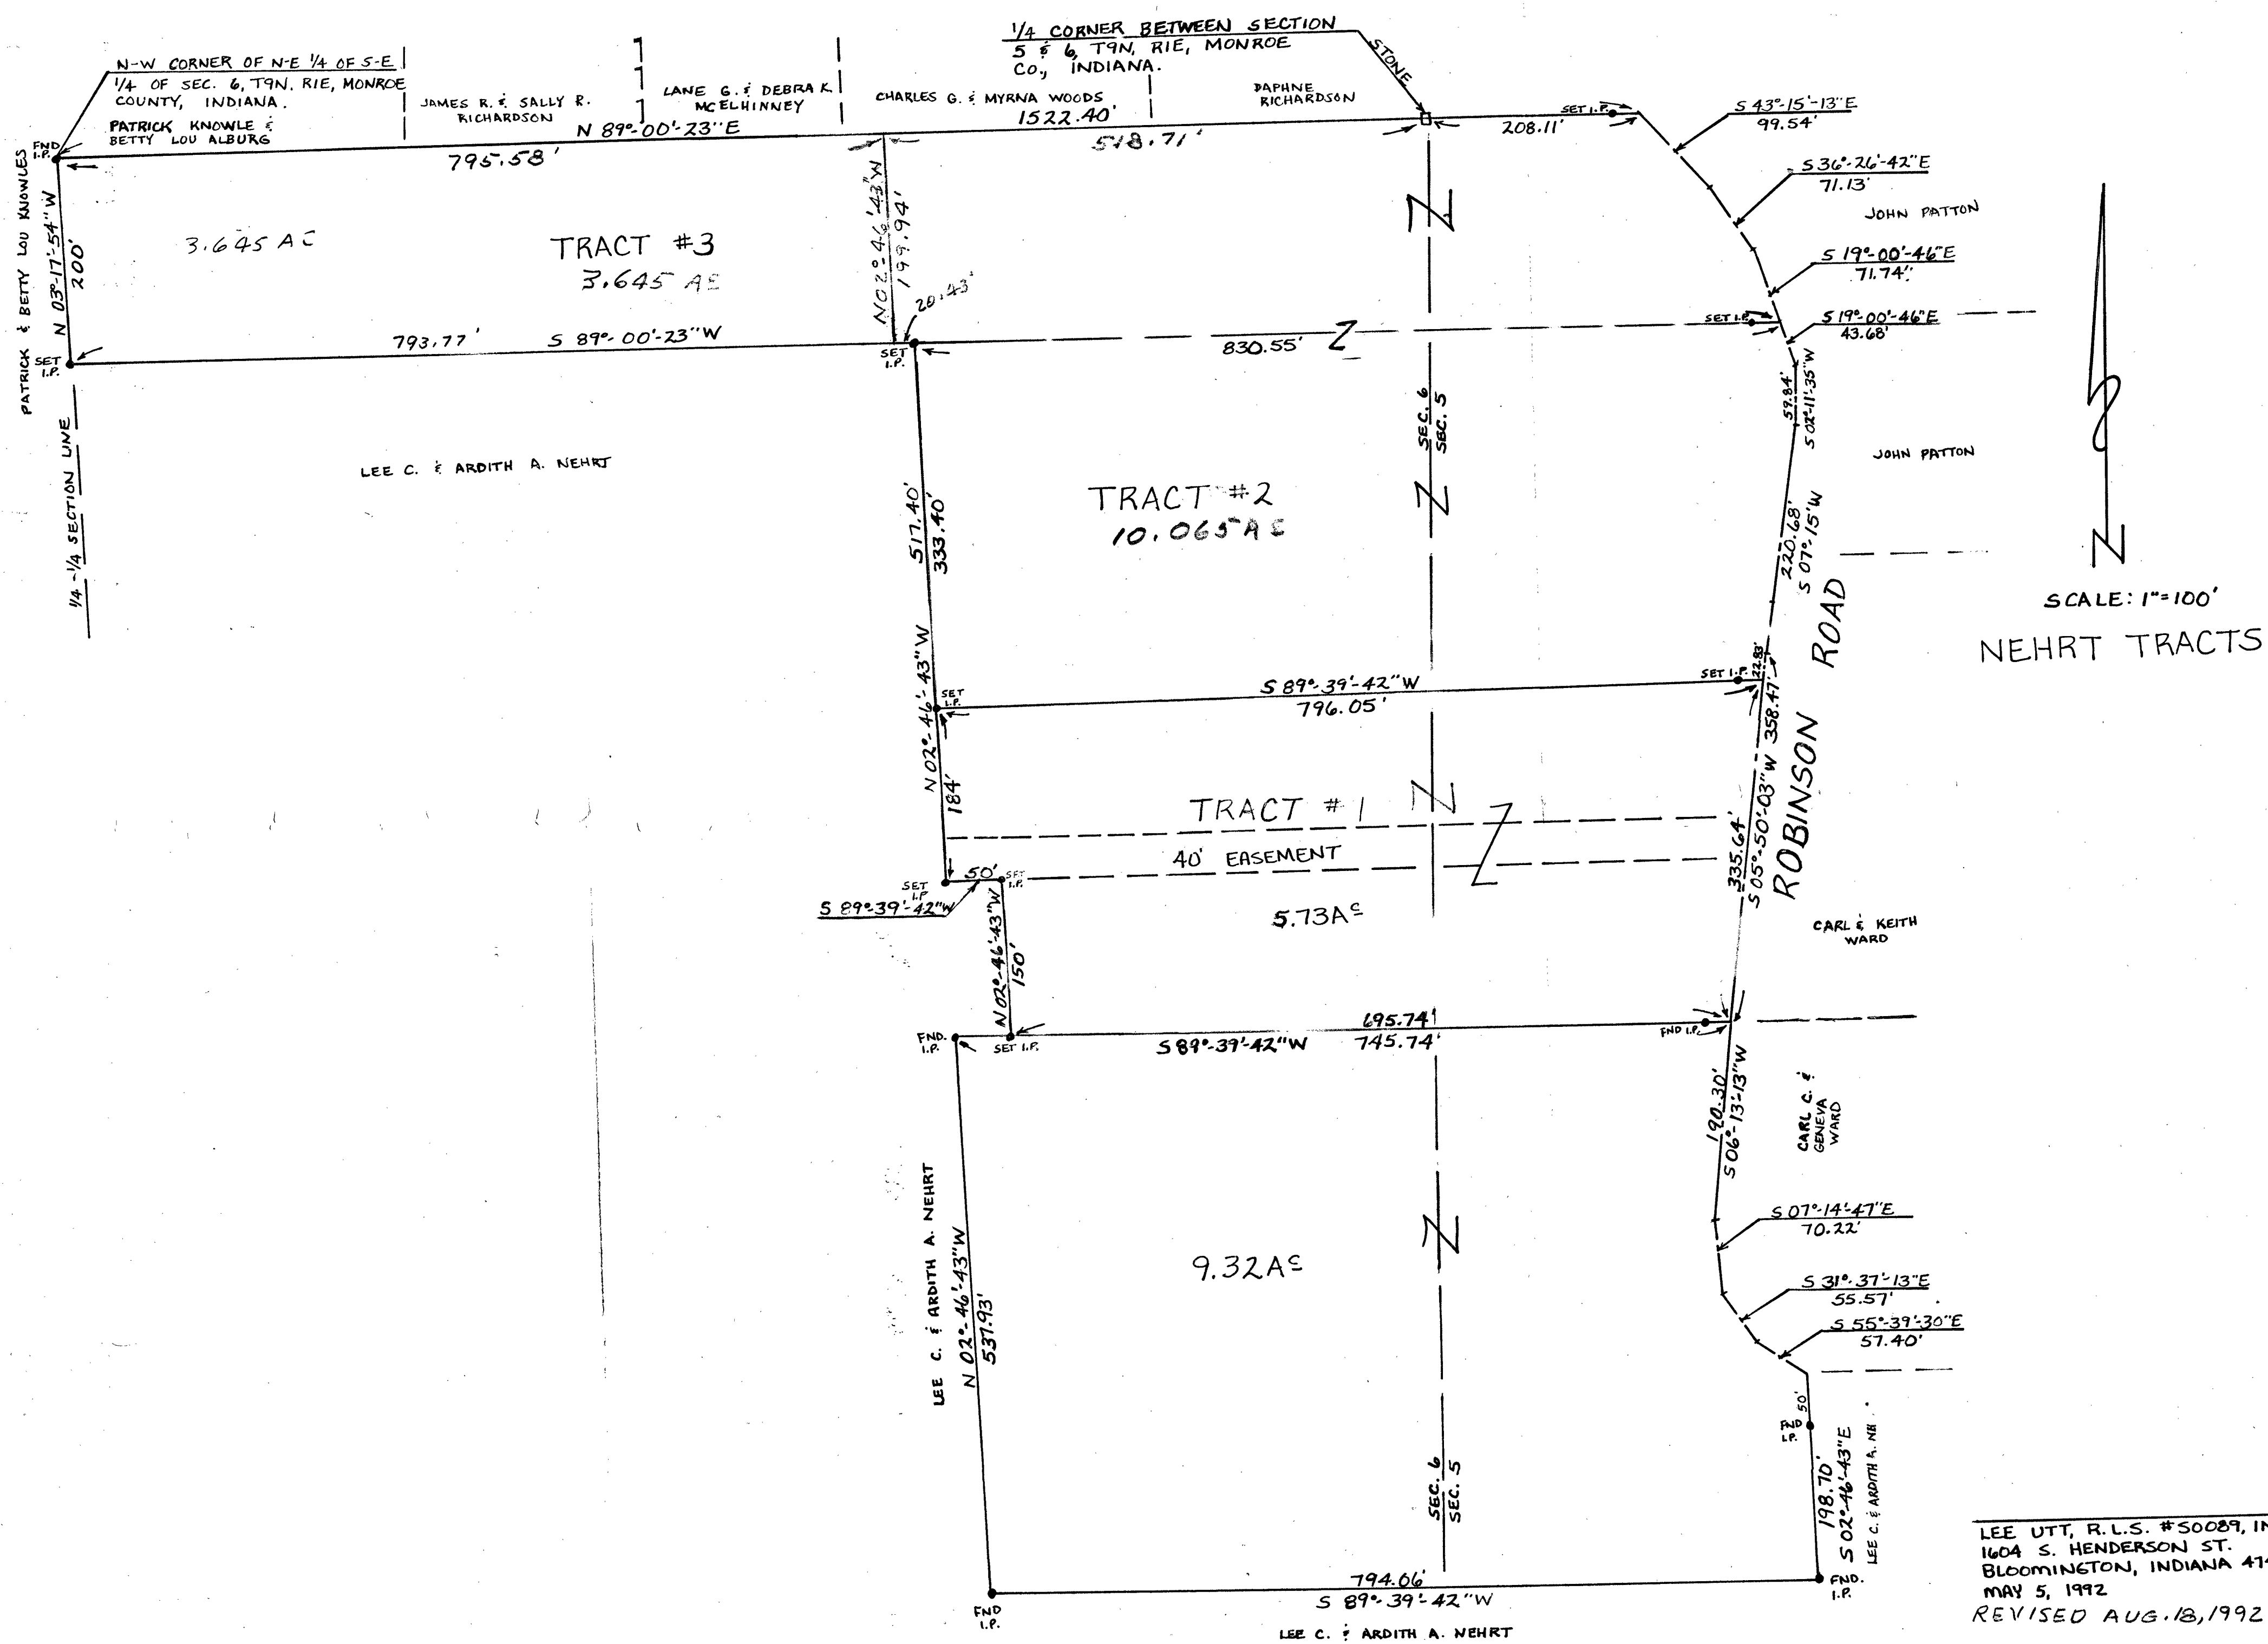 N-W CORNER OF N-E 1/4 OF S-E
1/4 OF SEC. 6, T9N, R1E, MONROE
COUNTY, INDIANA.
PATRICK KNOWLE &
BETTY LOU ALBURG
JAMES R. & SALLY R.
RICHARDSON
LANE G. & DEBRA K.
MCELHINNEY
1/4 CORNER BETWEEN SECTION
5 & 6, T9N, R1E, MONROE
CO., INDIANA.
CHARLES G. & MYRNA WOODS
DAPHNE
RICHARDSON
STONE
N 89°-00'-23"E
1522.40'
795.58'
518.71'
208.11'
SET I.P.
S 43°-15'-13"E
99.54'
S 36°-26'-42"E
71.13'
JOHN PATTON
S 19°-00'-46"E
71.74'
SET I.P.
S 19°-00'-46"E
43.68'
FND
I.P.
PATRICK & BETTY LOU KNOWLES
N 03°-17'-54"W
200'
3.645 AC
TRACT #3
3.645 AC
N 02°-46'-43"W
199.94'
20.43'
SET
I.P.
793.77'
S 89°-00'-23"W
SET
I.P.
830.55'
1/4-1/4 SECTION LINE
LEE C. & ARDITH A. NEHRT
517.40'
333.40'
TRACT #2
10.065 AC
SEC. 6
SEC. 5
59.84'
S 02°-11'-35"W
JOHN PATTON
220.68'
S 07°-15'W
ROBINSON ROAD
N
SCALE: 1"=100'
NEHRT TRACTS
N 02°-46'-43"W
SET
I.P.
S 89°-39'-42"W
796.05'
SET I.P.
22.83'
358.47'
184'
TRACT #1
40' EASEMENT
335.64'
S 05°-50'-03"W
SET
I.P.
50'
SET
I.P.
S 89°-39'-42"W
5.73AC
CARL & KEITH
WARD
N 02°-46'-43"W
150'
FND.
I.P.
SET I.P.
695.74'
S 89°-39'-42"W
745.74'
FND I.P.
190.30'
S 06°-13'-13"W
CARL C. &
GENEVA
WARD
S 07°-14'-47"E
70.22'
LEE C. & ARDITH A. NEHRT
N 02°-46'-43"W
537.93'
9.32AC
S 31°-37'-13"E
55.57'
S 55°-39'-30"E
57.40'
50'
FND
I.P.
SEC. 6
SEC. 5
198.70'
S 02°-46'-43"E
LEE C. & ARDITH A. NEH
794.06'
S 89°-39'-42"W
FND
I.P.
FND.
I.P.
LEE C. & ARDITH A. NEHRT
LEE UTT, R.L.S. #S0089, IN
1604 S. HENDERSON ST.
BLOOMINGTON, INDIANA 474
MAY 5, 1992
REVISED AUG. 18, 1992